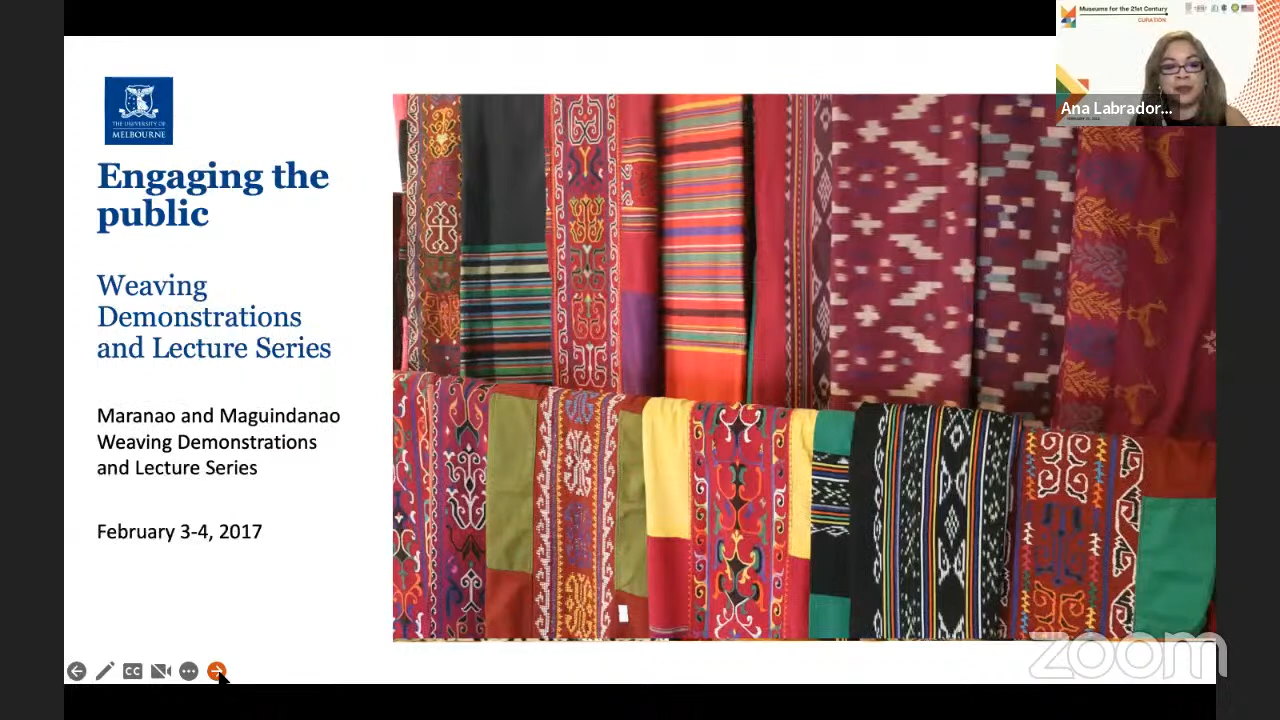 Museums for the 21st Century
CURATION
Ana Labrador...
THE UNIVERSITY OF
MELBOURNE
Engaging the
public
Weaving
Demonstrations
and Lecture Series
Maranao and Maguindanao
Weaving Demonstrations
and Lecture Series
February 3-4, 2017
CC
zoom